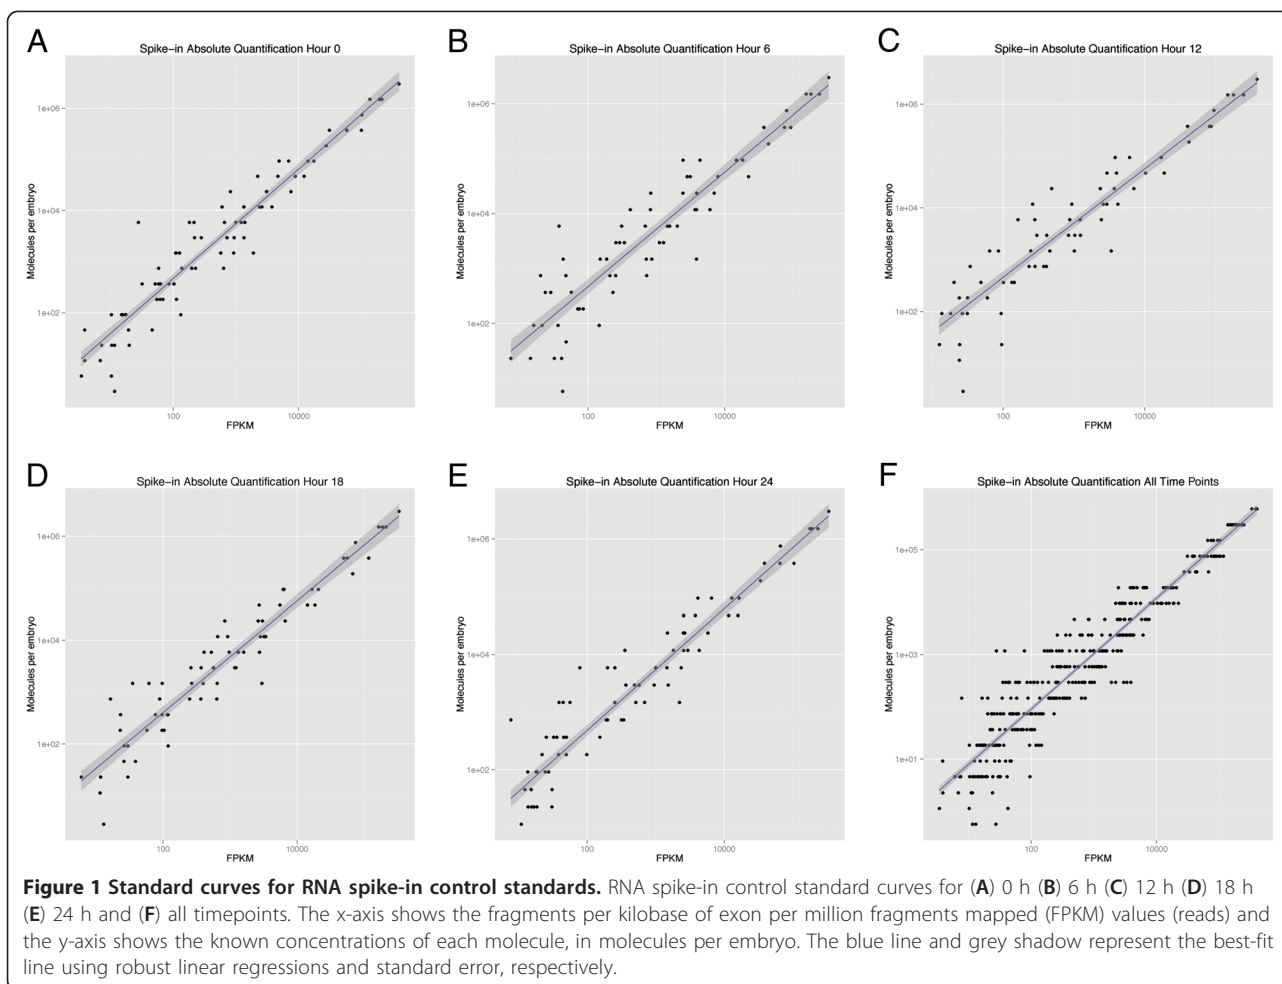 A
Spike-in Absolute Quantification Hour 0
Molecules per embryo
1e+06
1e+04
1e+02
100
10000
FPKM
B
Spike-in Absolute Quantification Hour 6
Molecules per embryo
1e+06
1e+04
1e+02
100
10000
FPKM
C
Spike-in Absolute Quantification Hour 12
Molecules per embryo
1e+06
1e+04
1e+02
100
10000
FPKM
D
Spike-in Absolute Quantification Hour 18
Molecules per embryo
1e+06
1e+04
1e+02
100
10000
FPKM
E
Spike-in Absolute Quantification Hour 24
Molecules per embryo
1e+06
1e+04
1e+02
100
10000
FPKM
F
Spike-in Absolute Quantification All Time Points
Molecules per embryo
1e+05
1e+03
1e+01
100
10000
FPKM
Figure 1 Standard curves for RNA spike-in control standards. RNA spike-in control standard curves for (A) 0 h (B) 6 h (C) 12 h (D) 18 h
(E) 24 h and (F) all timepoints. The x-axis shows the fragments per kilobase of exon per million fragments mapped (FPKM) values (reads) and
the y-axis shows the known concentrations of each molecule, in molecules per embryo. The blue line and grey shadow represent the best-fit
line using robust linear regressions and standard error, respectively.